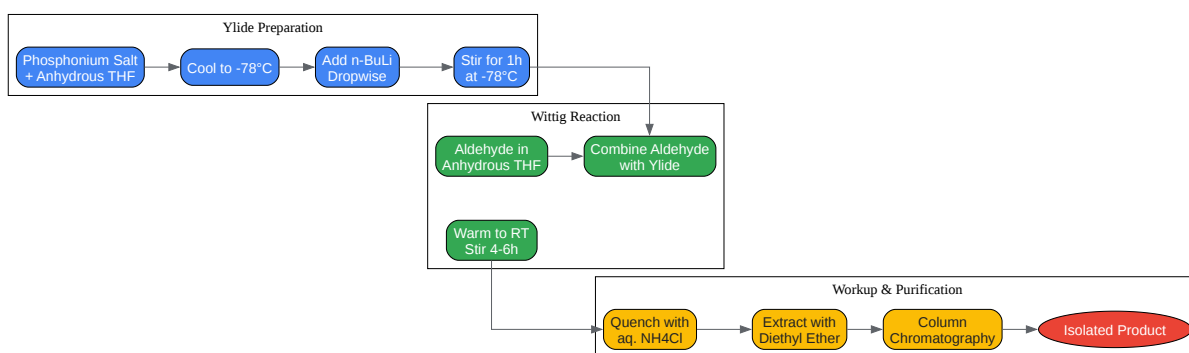 Ylide Preparation
Phosphonium Salt
+ Anhydrous THF
Cool to -78°C
Add n-BuLi
Dropwise
Stir for 1h
at -78°C
Wittig Reaction
Aldehyde in
Anhydrous THF
Combine Aldehyde
with Ylide
Warm to RT
Stir 4-6h
Workup & Purification
Quench with
aq. NH4Cl
Extract with
Diethyl Ether
Column
Chromatography
Isolated Product